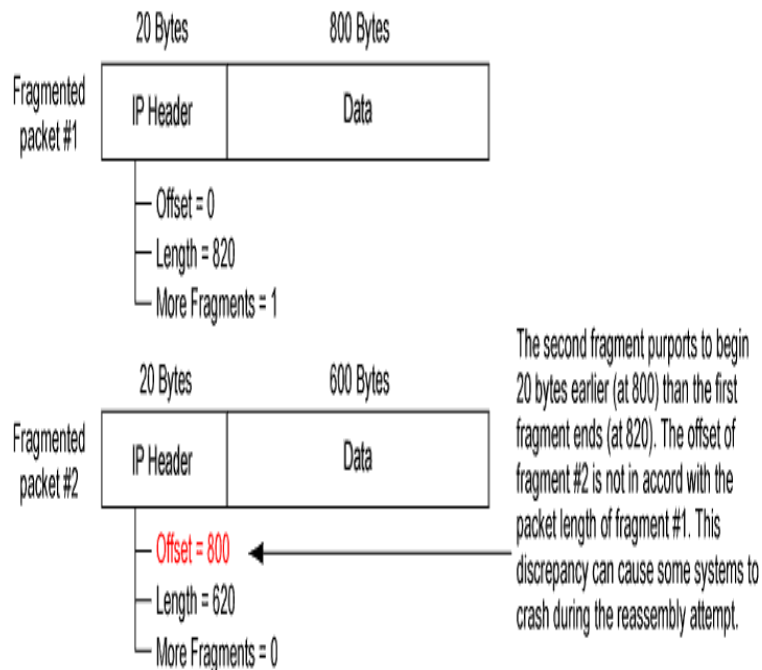 20 Bytes 800 Bytes
Fragmented
packet #1
IP Header Data
Offset = 0
Length = 820
More Fragments = 1
20 Bytes 600 Bytes
Fragmented
packet #2
IP Header Data
Offset = 800
Length = 620
More Fragments = 0
The second fragment purports to begin
20 bytes earlier (at 800) than the first
fragment ends (at 820). The offset of
fragment #2 is not in accord with the
packet length of fragment #1. This
discrepancy can cause some systems to
crash during the reassembly attempt.